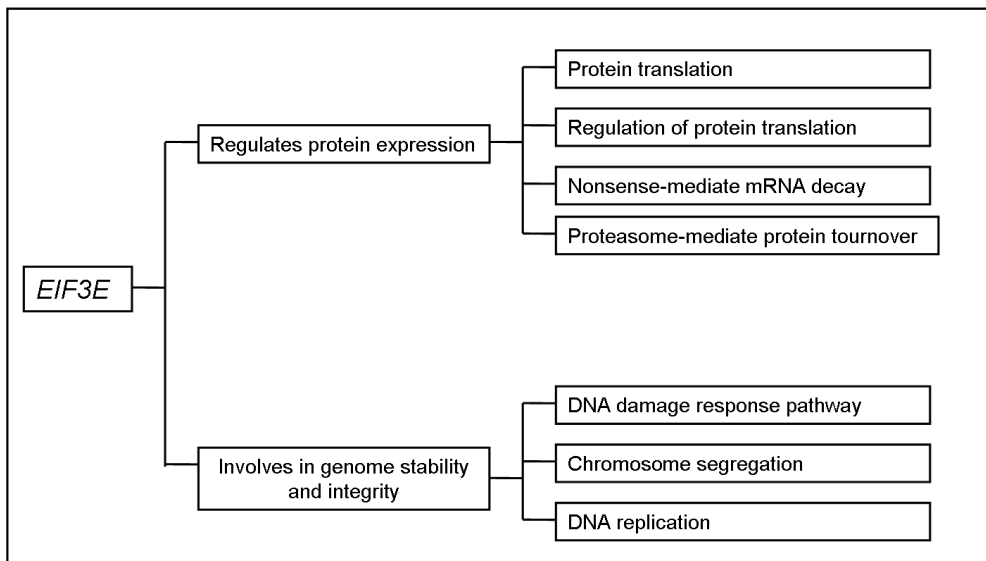 EIF3E
Regulates protein expression
Protein translation
Regulation of protein translation
Nonsense-mediate mRNA decay
Proteasome-mediate protein tournover
Involves in genome stability
and integrity
DNA damage response pathway
Chromosome segregation
DNA replication